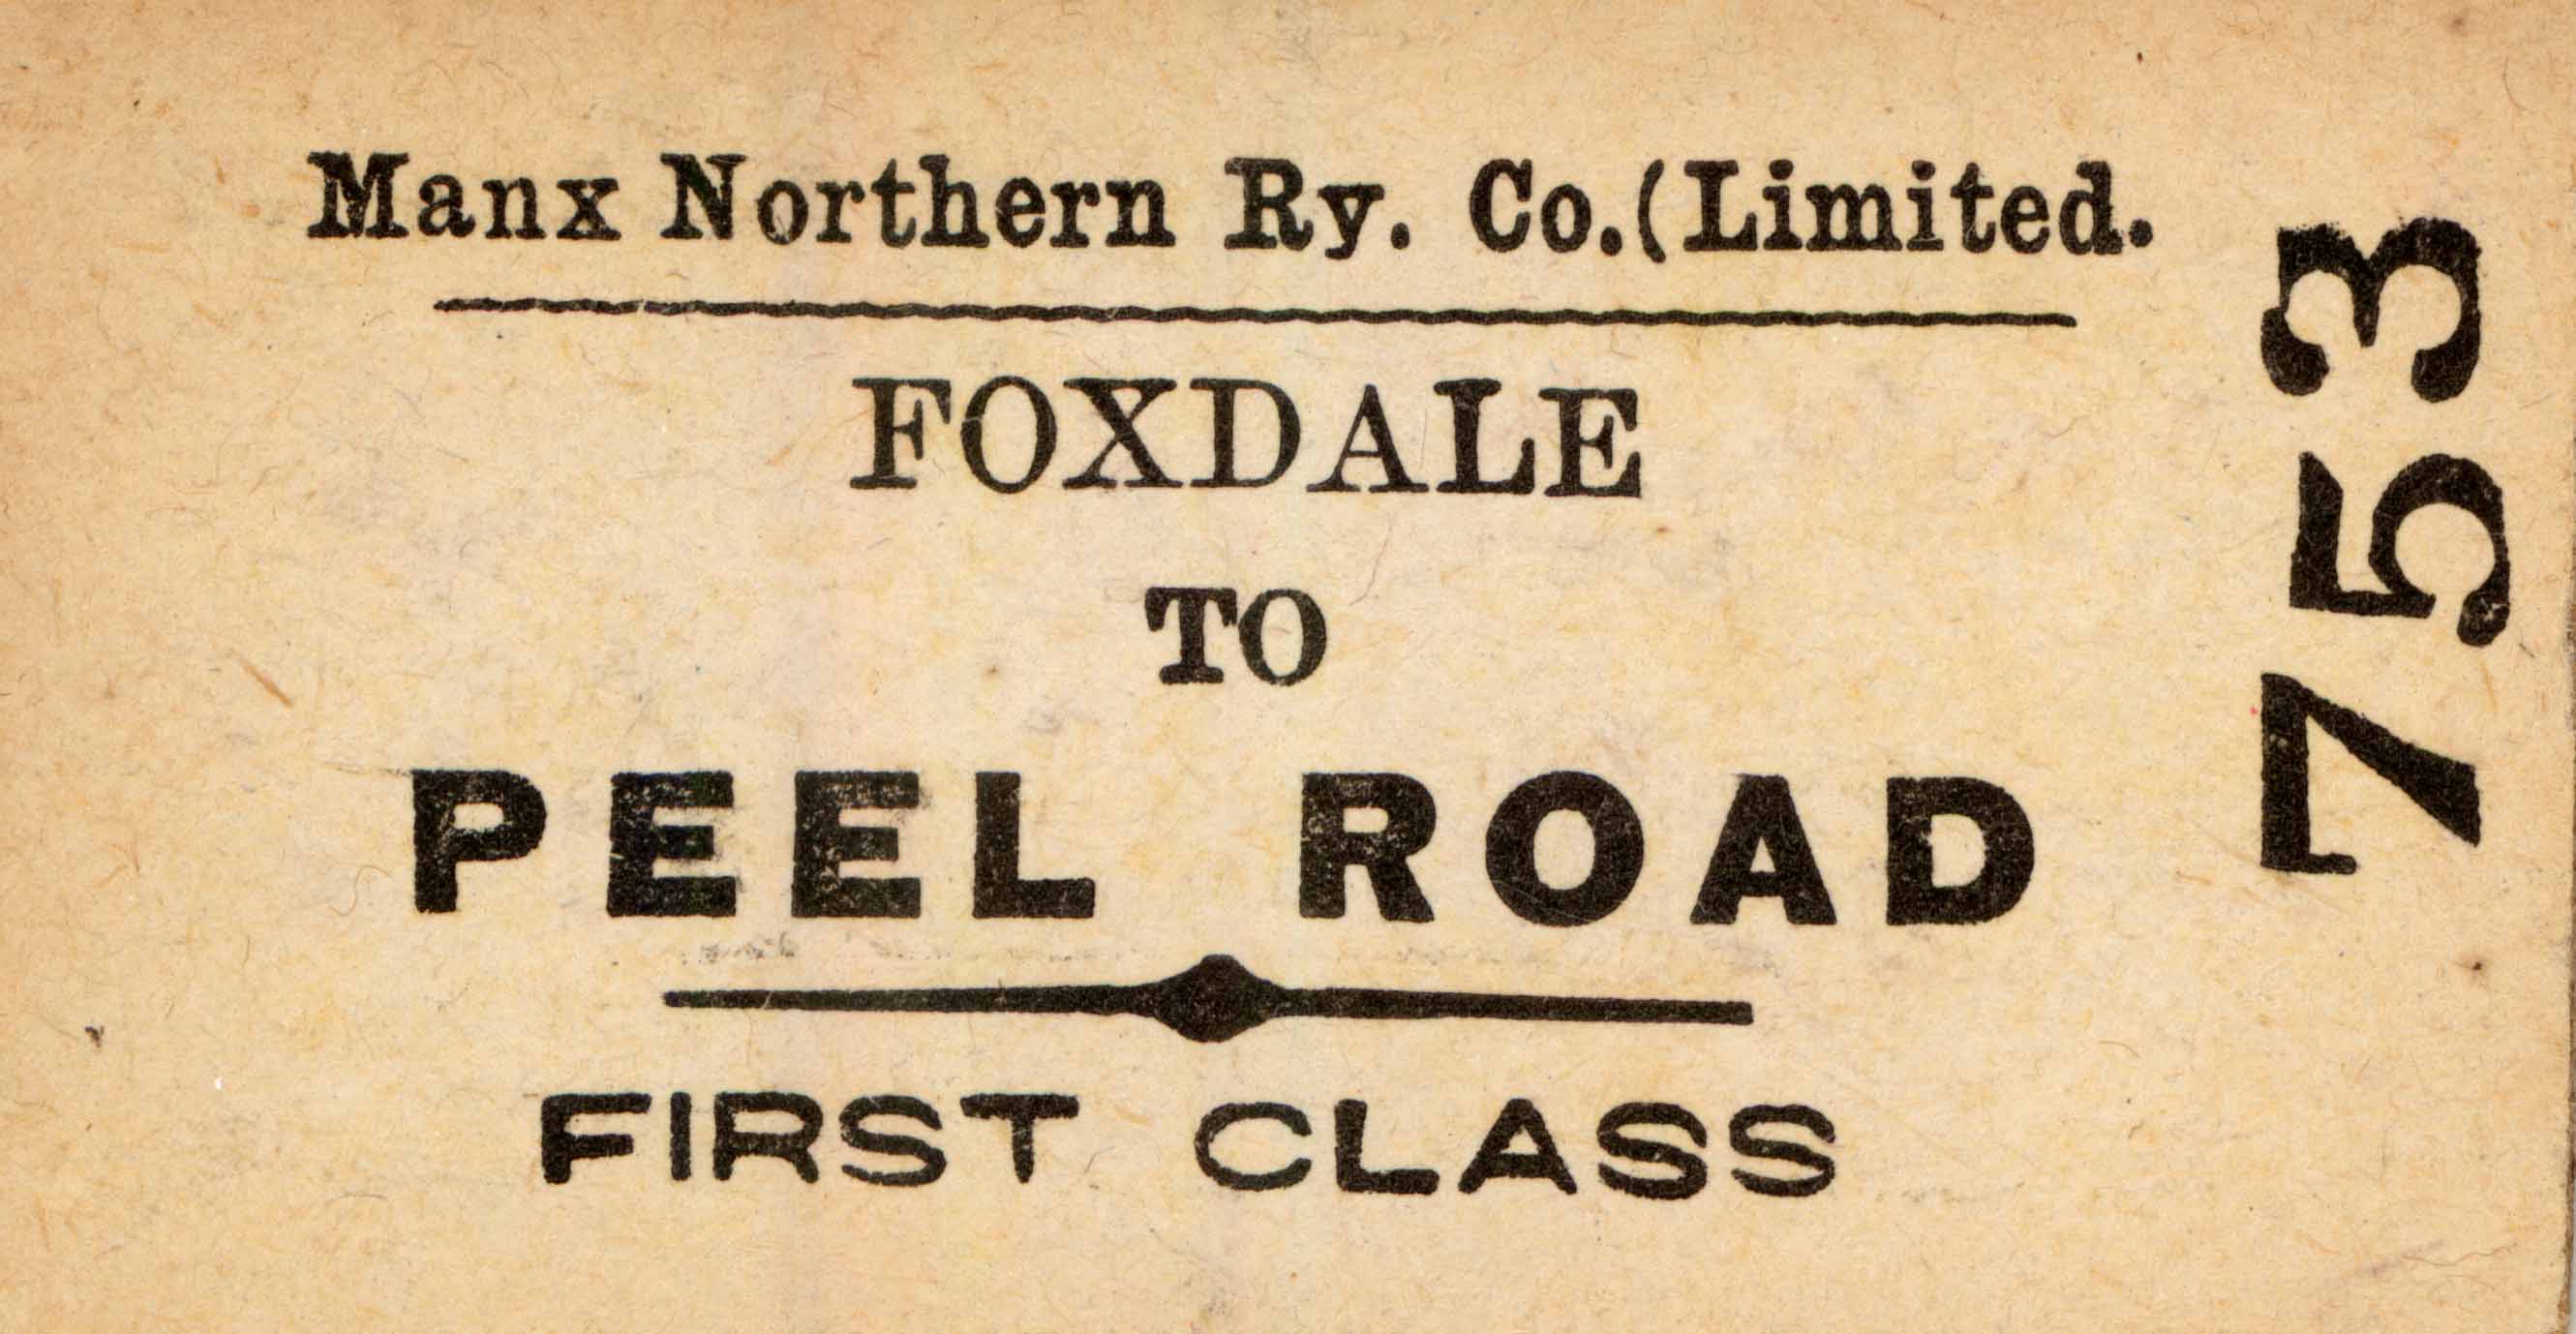 Manx Northern Ry. Co.(Limited.
FOXDALE
TO
PEEL ROAD
FIRST CLASS
753